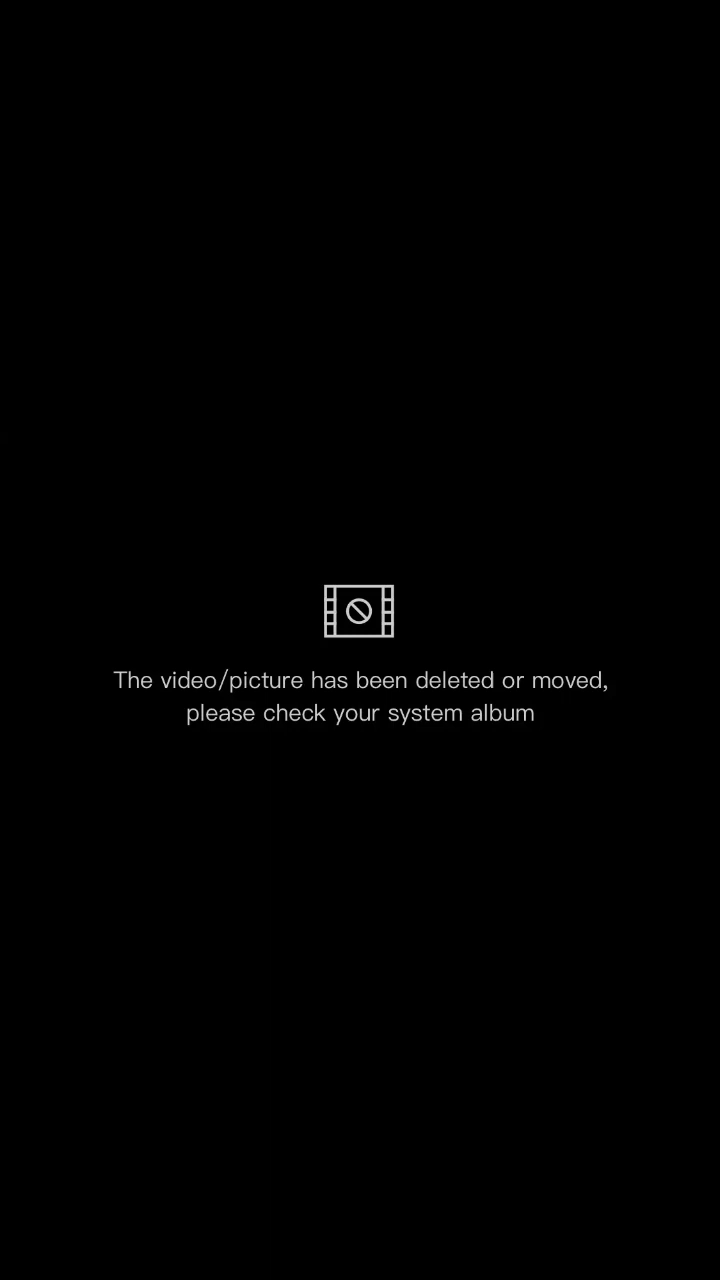 The video/picture has been deleted or moved,
please check your system album